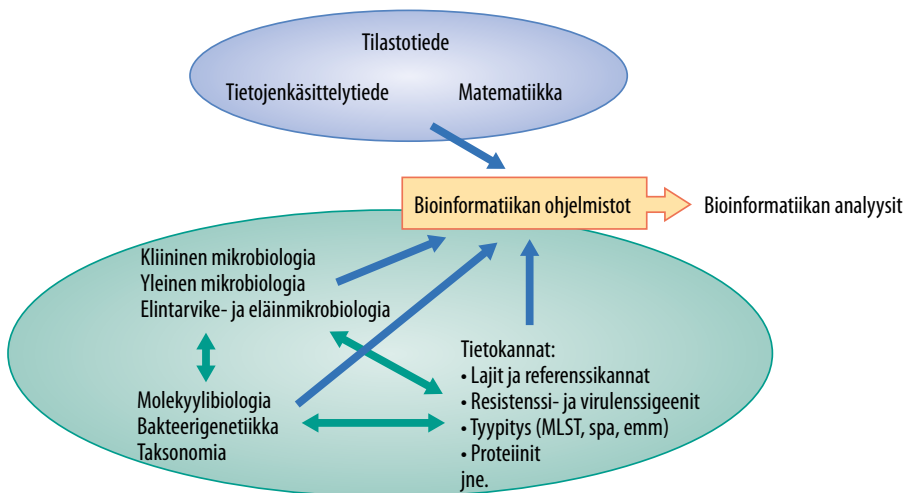 Tilastotiede
Tietojenkäsittelytiede
Matematiikka
Bioinformatiikan ohjelmistot
Bioinformatiikan analyysit
Kliininen mikrobiologia
Yleinen mikrobiologia
Elintarvike- ja eläinmikrobiologia
Molekyylibiologia
Bakteerigenetiikka
Taksonomia
Tietokannat:
• Lajit ja referenssikannat
• Resistenssi- ja virulenssigeenit
• Tyypitys (MLST, spa, emm)
• Proteiinit
jne.